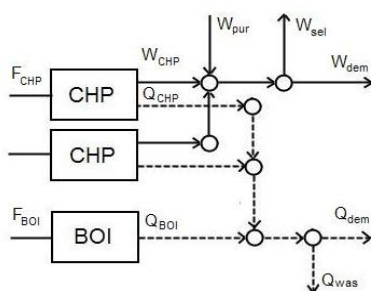 W_pur
W_sel
W_CHP
W_dem
F_CHP
CHP
Q_CHP
CHP
F_BOI
BOI
Q_BOI
Q_dem
Q_was